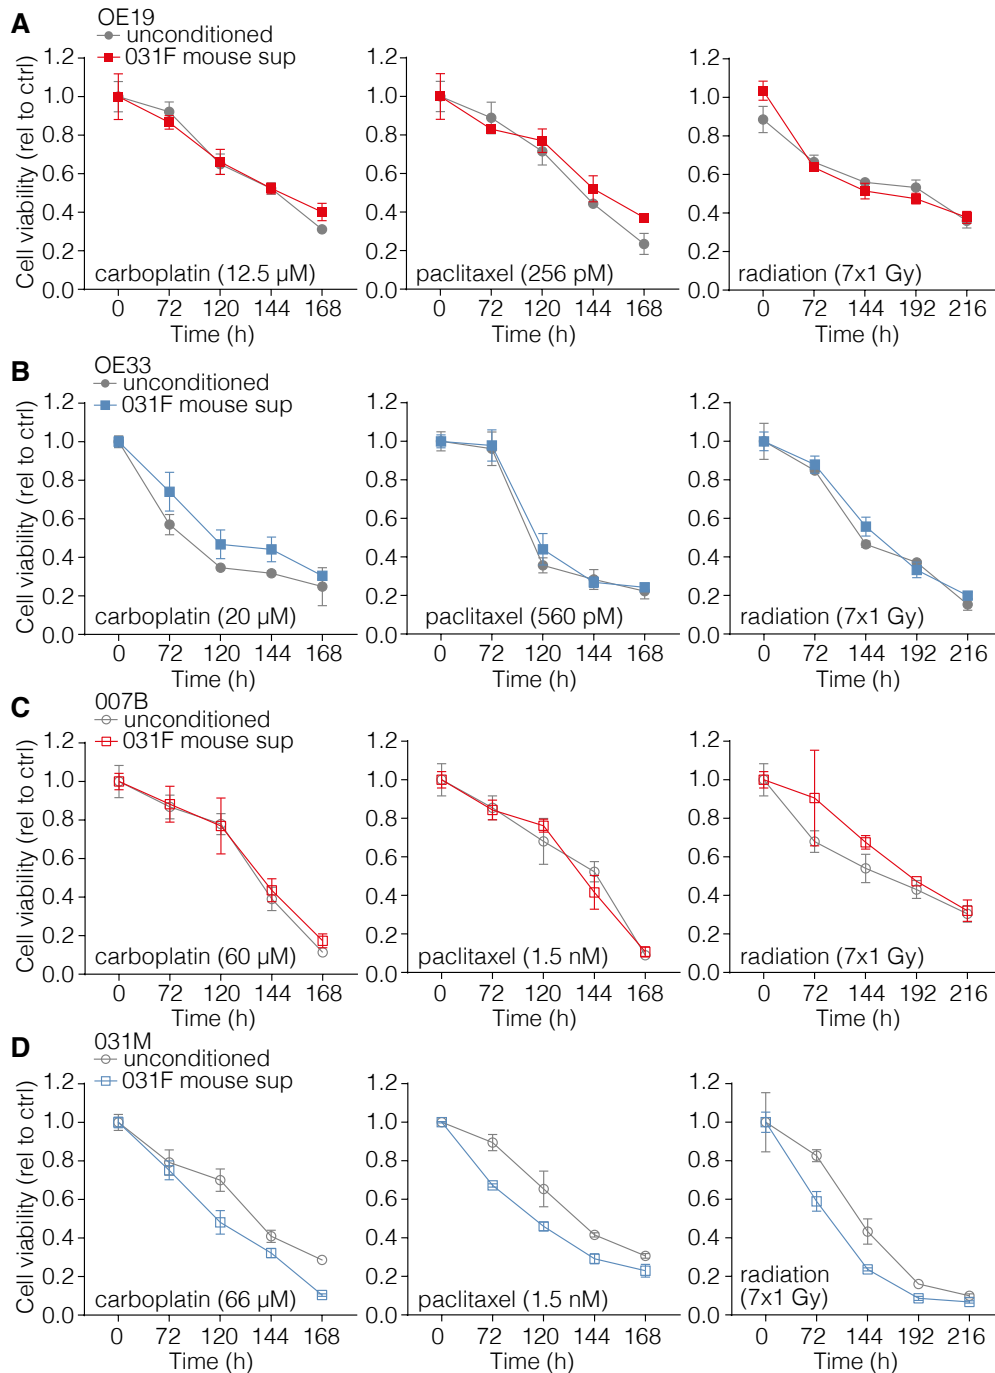 A
OE19
unconditioned
031F mouse sup
Cell viability (rel to ctrl)
1.2
1.0
0.8
0.6
0.4
0.2
0.0
carboplatin (12.5 µM)
0 72 120 144 168
Time (h)
1.2
1.0
0.8
0.6
0.4
0.2
0.0
paclitaxel (256 pM)
0 72 120 144 168
Time (h)
1.2
1.0
0.8
0.6
0.4
0.2
0.0
radiation (7x1 Gy)
0 72 144 192 216
Time (h)
B
OE33
unconditioned
031F mouse sup
Cell viability (rel to ctrl)
1.2
1.0
0.8
0.6
0.4
0.2
0.0
carboplatin (20 µM)
0 72 120 144 168
Time (h)
1.2
1.0
0.8
0.6
0.4
0.2
0.0
paclitaxel (560 pM)
0 72 120 144 168
Time (h)
1.2
1.0
0.8
0.6
0.4
0.2
0.0
radiation (7x1 Gy)
0 72 144 192 216
Time (h)
C
007B
unconditioned
031F mouse sup
Cell viability (rel to ctrl)
1.2
1.0
0.8
0.6
0.4
0.2
0.0
carboplatin (60 µM)
0 72 120 144 168
Time (h)
1.2
1.0
0.8
0.6
0.4
0.2
0.0
paclitaxel (1.5 nM)
0 72 120 144 168
Time (h)
1.2
1.0
0.8
0.6
0.4
0.2
0.0
radiation (7x1 Gy)
0 72 144 192 216
Time (h)
D
031M
unconditioned
031F mouse sup
Cell viability (rel to ctrl)
1.2
1.0
0.8
0.6
0.4
0.2
0.0
carboplatin (66 µM)
0 72 120 144 168
Time (h)
1.2
1.0
0.8
0.6
0.4
0.2
0.0
paclitaxel (1.5 nM)
0 72 120 144 168
Time (h)
1.2
1.0
0.8
0.6
0.4
0.2
0.0
radiation
(7x1 Gy)
0 72 144 192 216
Time (h)